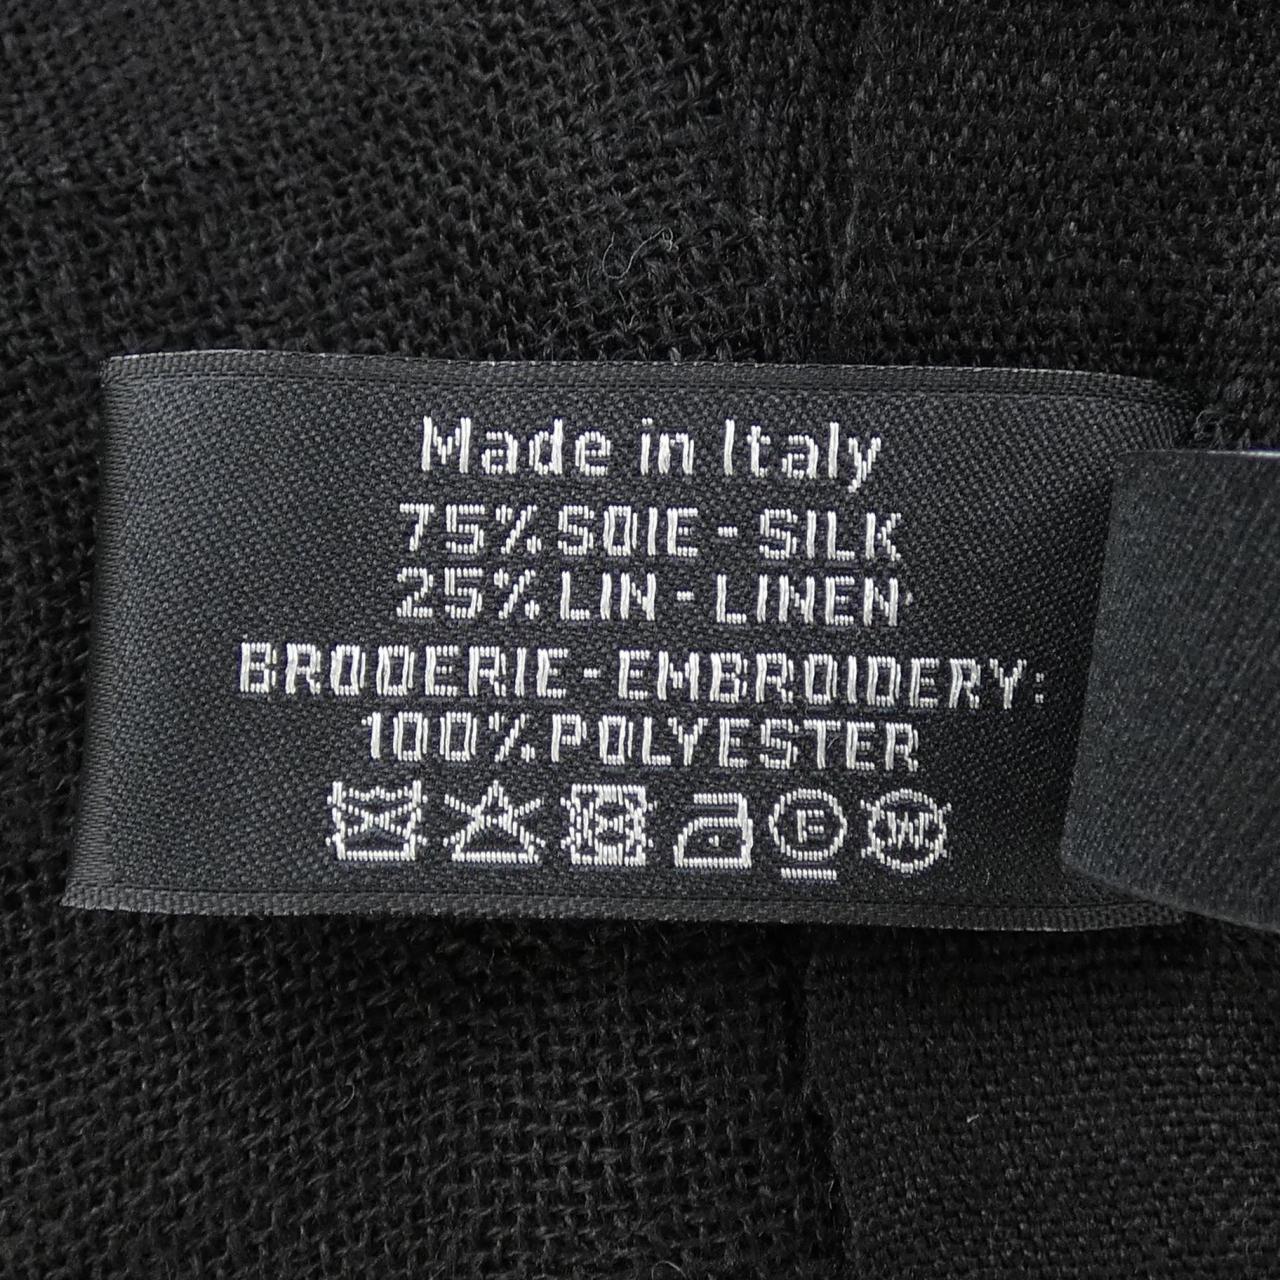 Made in Italy
75% SOIE - SILK
25% LIN - LINEN
BRODERIE - EMBROIDERY:
100% POLYESTER
F W